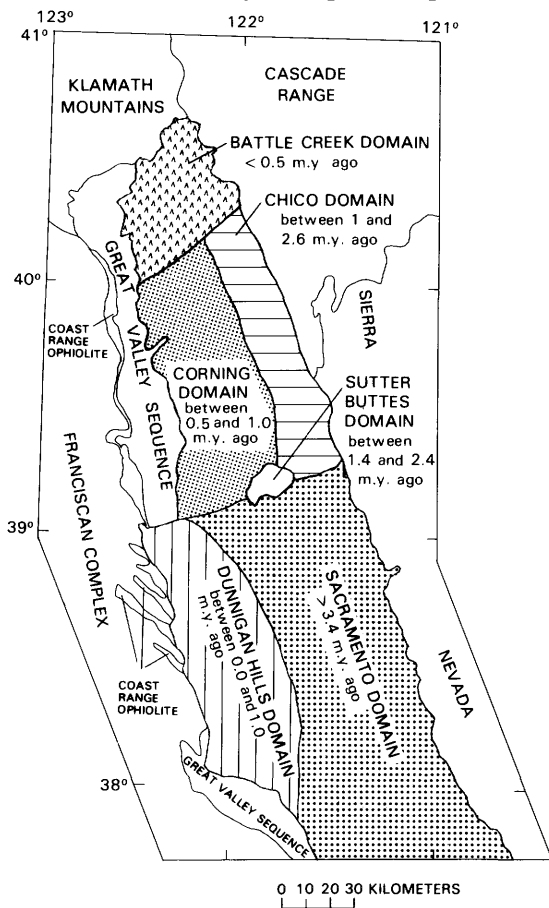 123°
122°
121°
41°
KLAMATH
MOUNTAINS
CASCADE
RANGE
BATTLE CREEK DOMAIN
< 0.5 m.y ago
CHICO DOMAIN
between 1 and
2.6 m.y. ago
40°
GREAT VALLEY SEQUENCE
COAST
RANGE
OPHIOLITE
SIERRA
CORNING
DOMAIN
between
0.5 and 1.0
m.y. ago
SUTTER
BUTTES
DOMAIN
between
1.4 and 2.4
m.y. ago
FRANCISCAN COMPLEX
39°
DUNNIGAN HILLS DOMAIN
between 0.0 and 1.0
m.y. ago
SACRAMENTO DOMAIN
> 3.4 m.y. ago
NEVADA
COAST
RANGE
OPHIOLITE
38°
GREAT VALLEY SEQUENCE
0 10 20 30 KILOMETERS